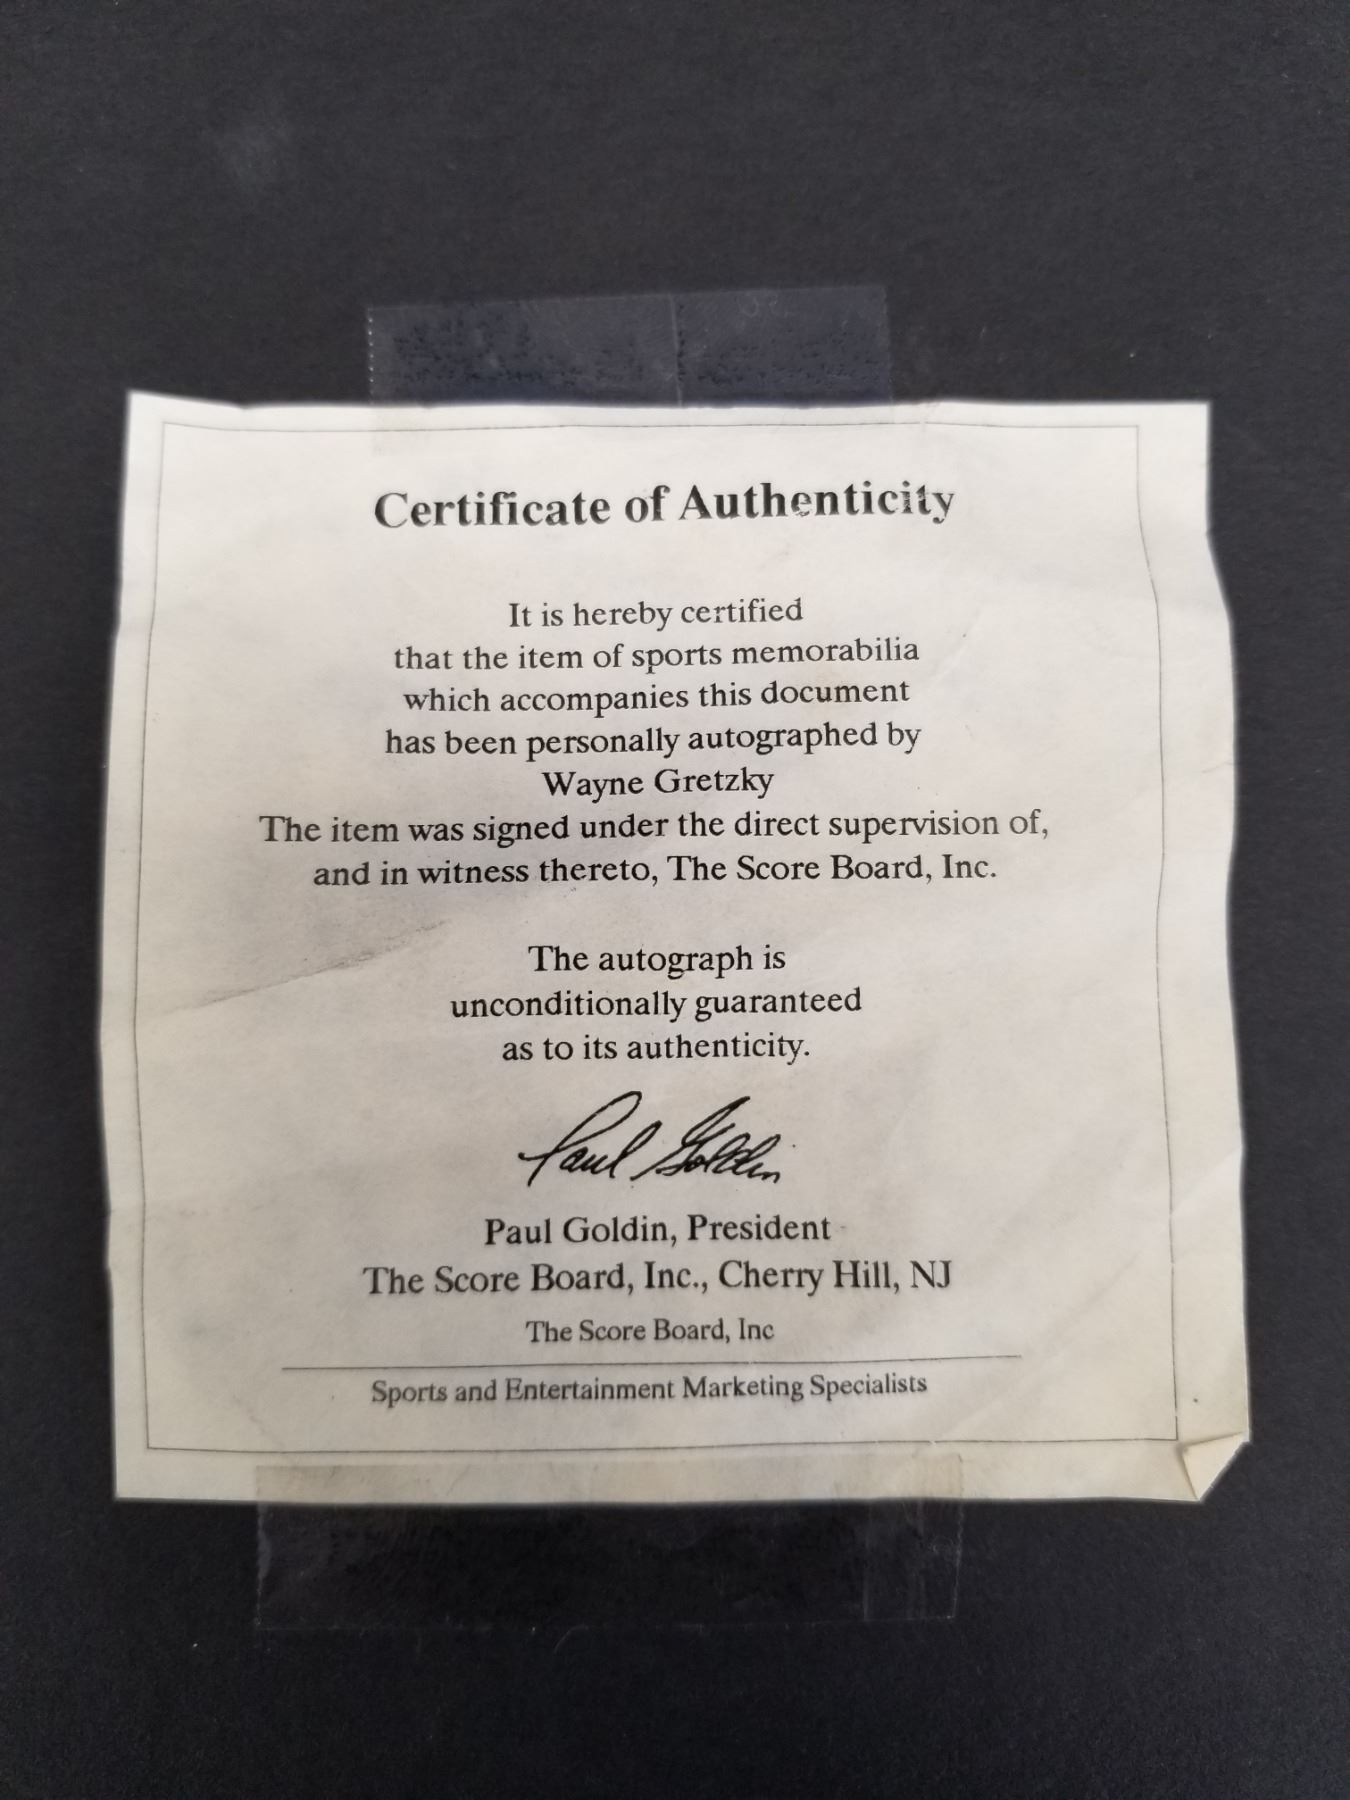 Certificate of Authenticity
It is hereby certified
that the item of sports memorabilia
which accompanies this document
has been personally autographed by
Wayne Gretzky
The item was signed under the direct supervision of,
and in witness thereto, The Score Board, Inc.
The autograph is
unconditionally guaranteed
as to its authenticity.
Paul Goldin
Paul Goldin, President
The Score Board, Inc., Cherry Hill, NJ
The Score Board, Inc
Sports and Entertainment Marketing Specialists